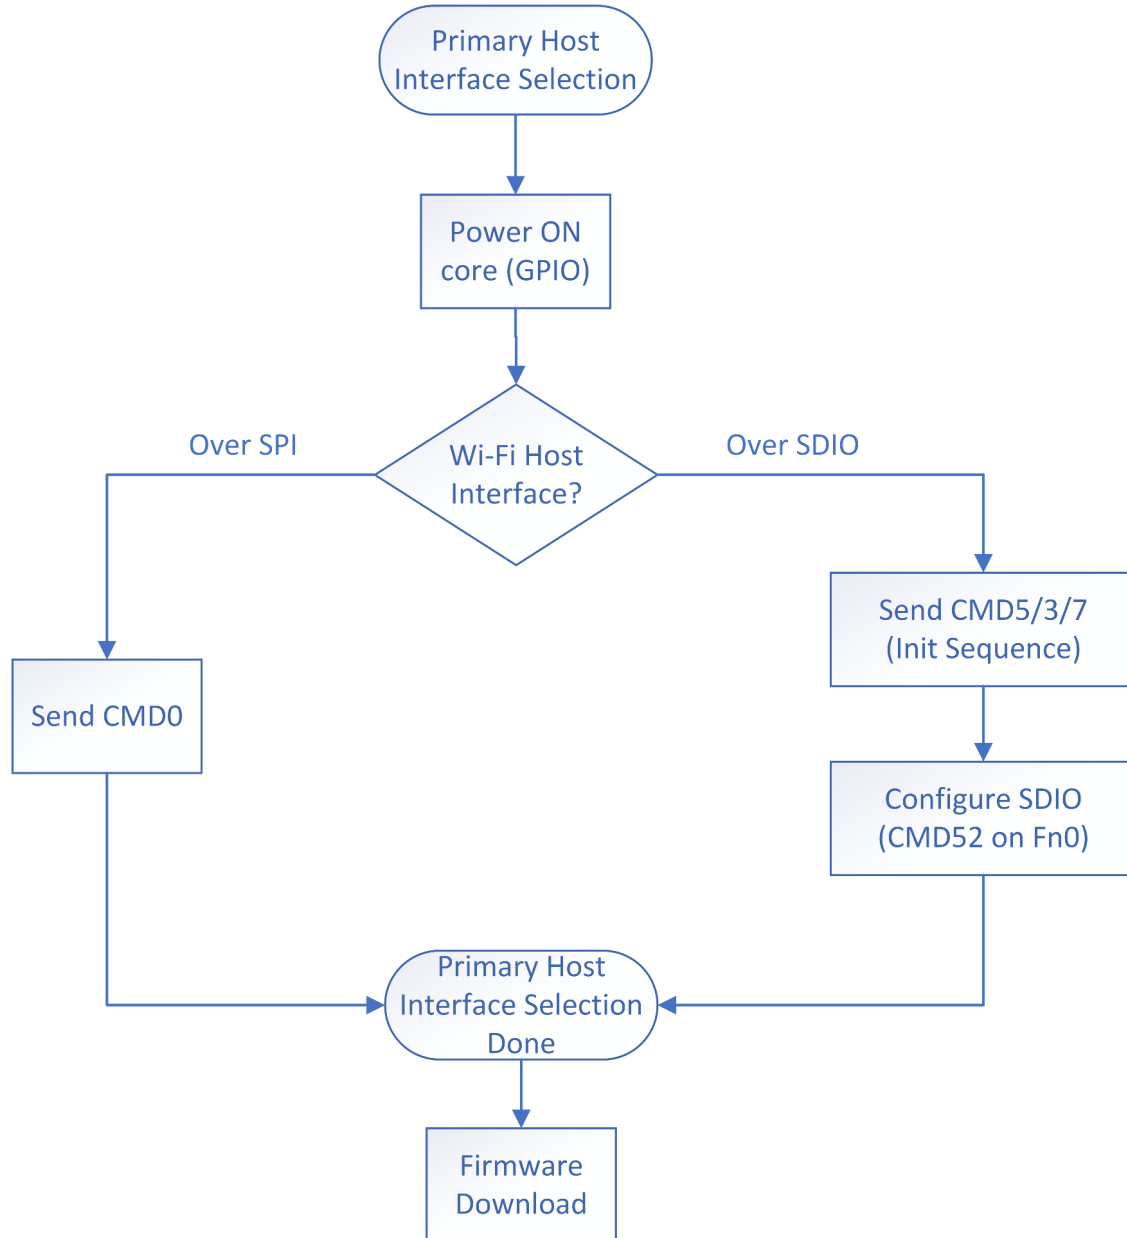 Primary Host
Interface Selection
Power ON
core (GPIO)
Over SPI
Wi-Fi Host
Interface?
Over SDIO
Send CMD5/3/7
(Init Sequence)
Send CMD0
Configure SDIO
(CMD52 on Fn0)
Primary Host
Interface Selection
Done
Firmware
Download